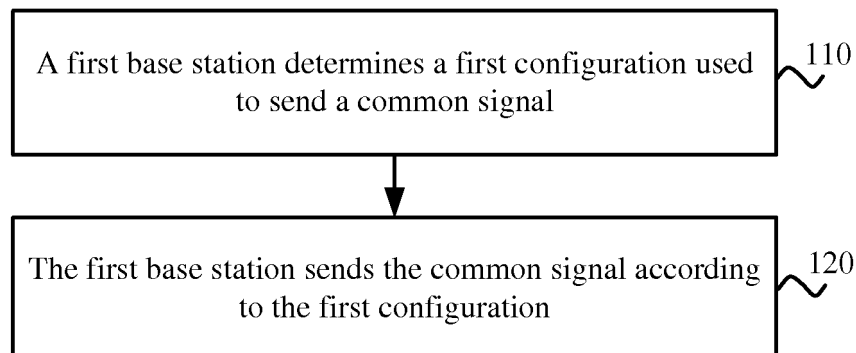 A first base station determines a first configuration used
to send a common signal
110
The first base station sends the common signal according
to the first configuration
120